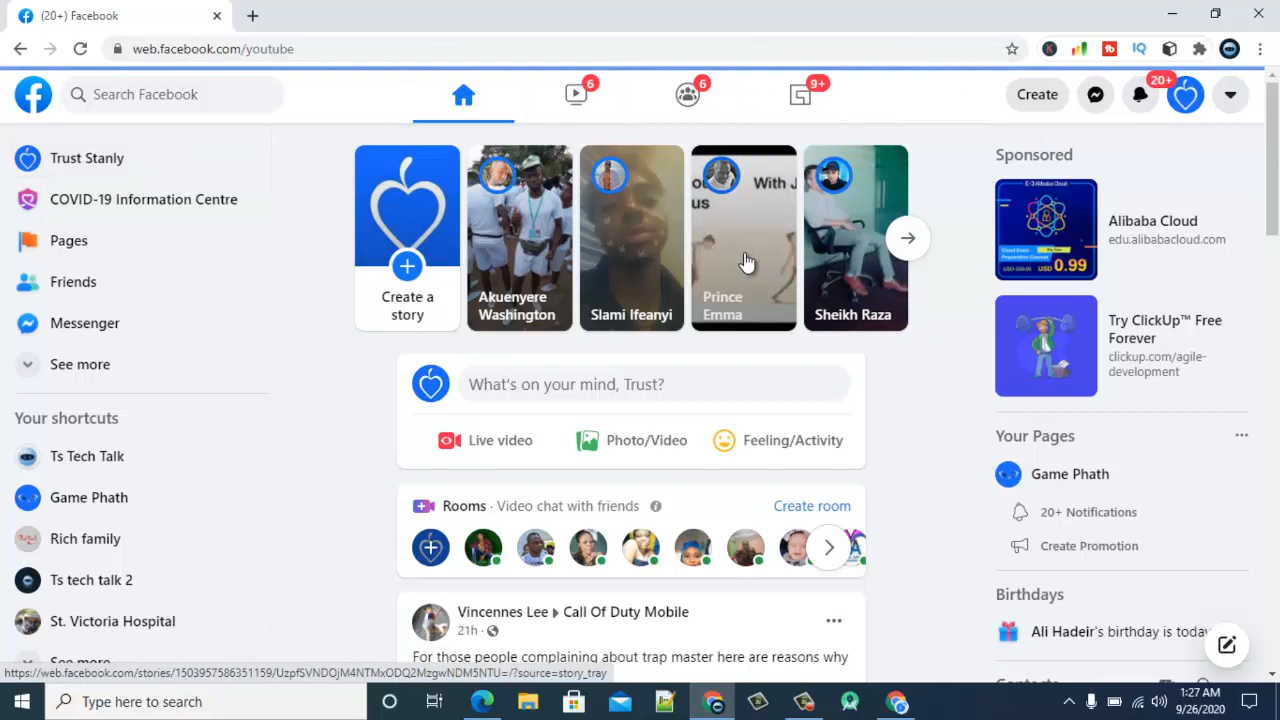 (20+) Facebook
web.facebook.com/youtube
Search Facebook
6
6
9+
Create
20+
Trust Stanly
COVID-19 Information Centre
Pages
Friends
Messenger
See more
Your shortcuts
Ts Tech Talk
Game Phath
Rich family
Ts tech talk 2
St. Victoria Hospital
See more
Create a
story
Akuenyere
Washington
Slami Ifeanyi
With J
us
Prince
Emma
Sheikh Raza
What's on your mind, Trust?
Live video
Photo/Video
Feeling/Activity
Rooms · Video chat with friends
Create room
Vincennes Lee Call Of Duty Mobile
21h ·
For those people complaining about trap master here are reasons why
Sponsored
Alibaba Cloud
edu.alibabacloud.com
USD 0.99
Try ClickUp™ Free
Forever
clickup.com/agile-
development
Your Pages
Game Phath
20+ Notifications
Create Promotion
Birthdays
Ali Hadeir's birthday is today
Contacts
https://web.facebook.com/stories/1503957586351159/UzpfSVNDOjM4NTMxODQ2MzgwNDM5NTU=/?source=story_tray
Type here to search
1:27 AM
9/26/2020